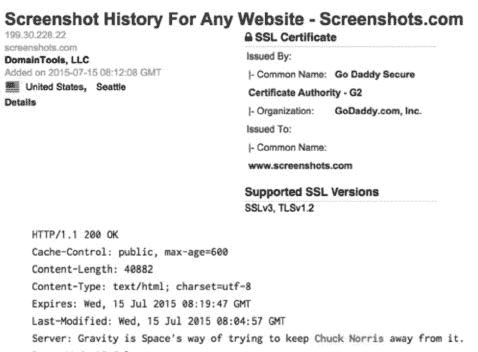 Screenshot History For Any Website - Screenshots.com
199.30.228.22
screenshots.com
DomainTools, LLC
Added on 2015-07-15 08:12:08 GMT
United States, Seattle
Details
SSL Certificate
Issued By:
|- Common Name: Go Daddy Secure
Certificate Authority - G2
|- Organization: GoDaddy.com, Inc.
Issued To:
|- Common Name:
www.screenshots.com
Supported SSL Versions
SSLv3, TLSv1.2
HTTP/1.1 200 OK
Cache-Control: public, max-age=600
Content-Length: 40882
Content-Type: text/html; charset=utf-8
Expires: Wed, 15 Jul 2015 08:19:47 GMT
Last-Modified: Wed, 15 Jul 2015 08:04:57 GMT
Server: Gravity is Space's way of trying to keep Chuck Norris away from it.